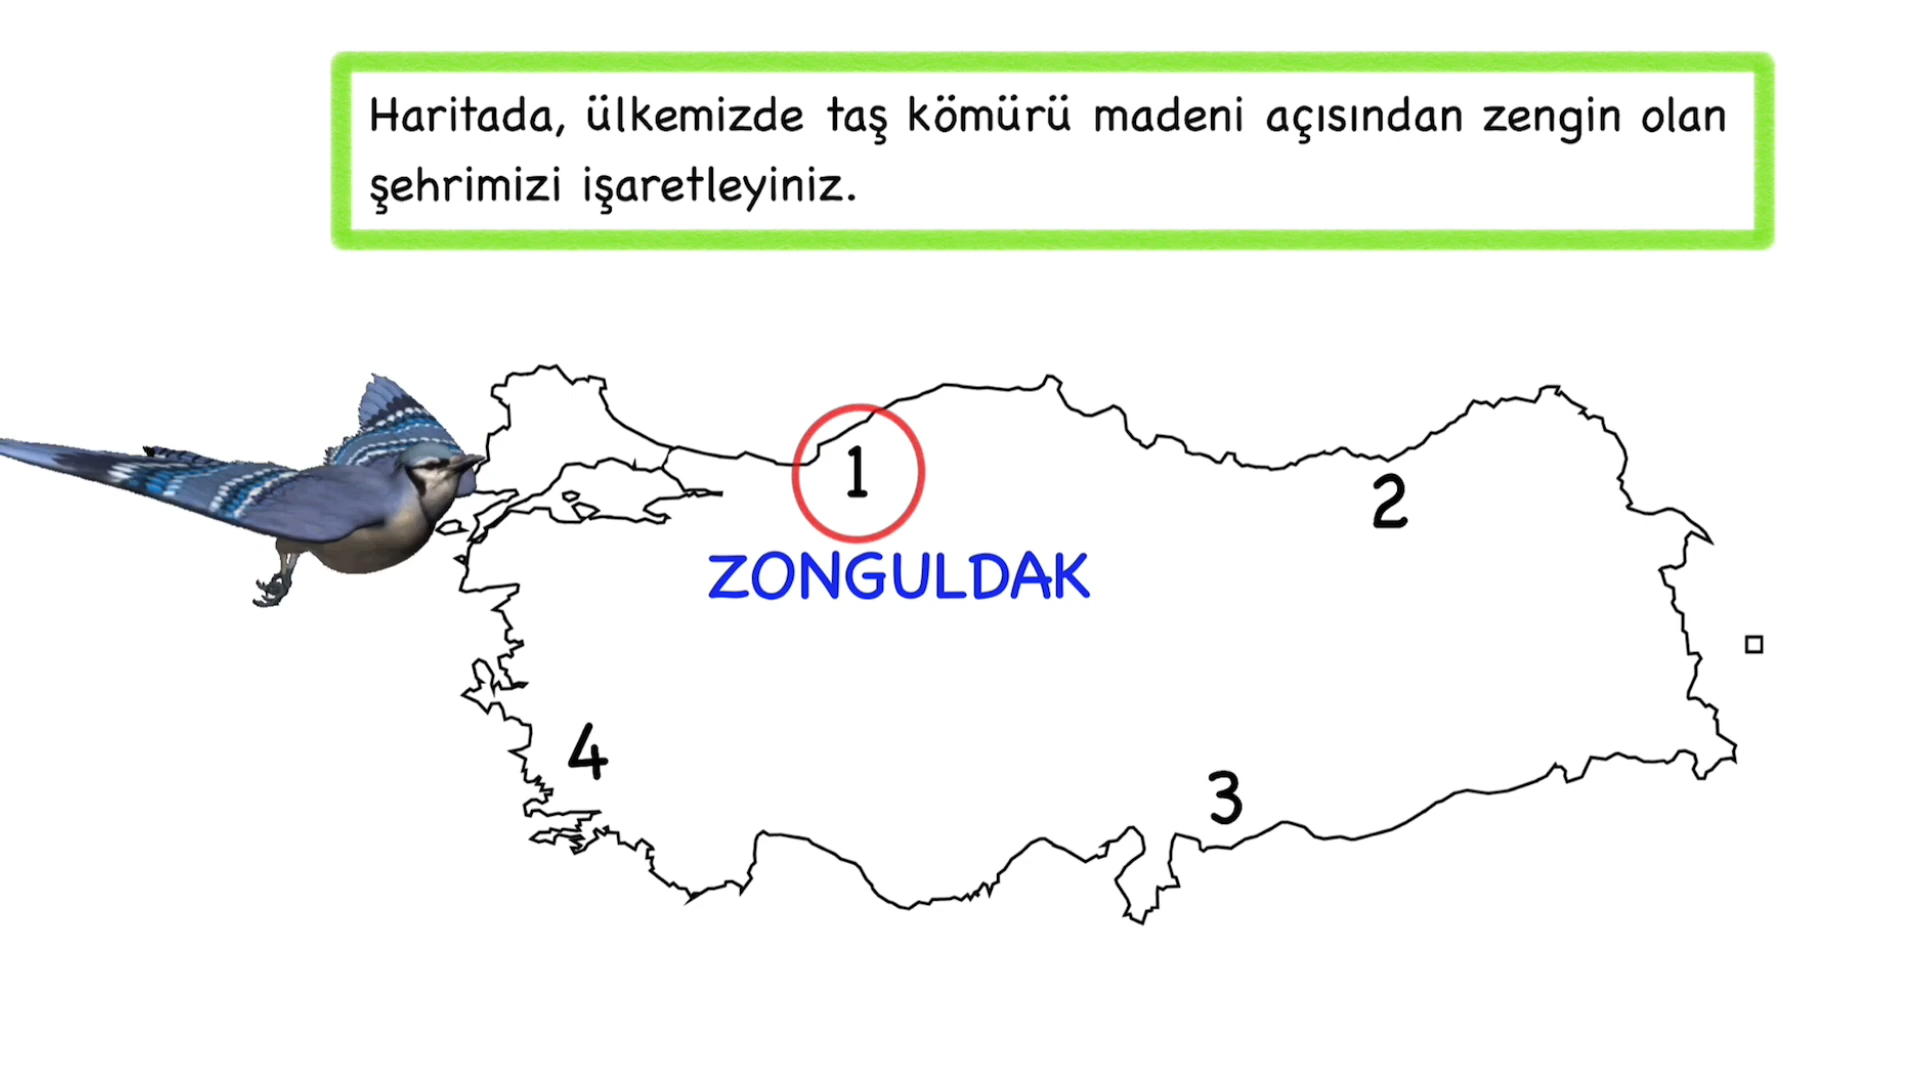 Haritada, ülkemizde taş kömürü madeni açısından zengin olan
şehrimizi işaretleyiniz.
1
2
ZONGULDAK
4
3